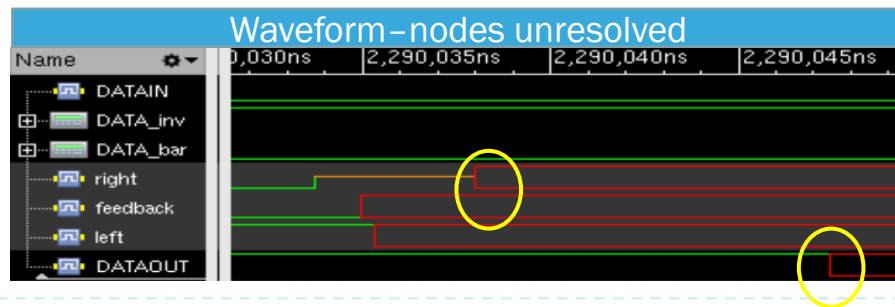 Waveform–nodes unresolved
Name 0,030ns 2,290,035ns 2,290,040ns 2,290,045ns
DATAIN
DATA_inv
DATA_bar
right
feedback
left
DATAOUT